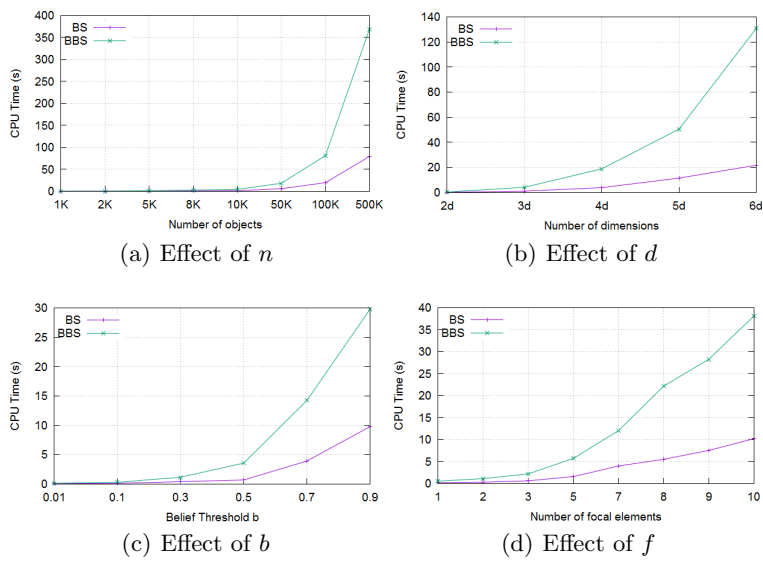 400
350
300
250
200
150
100
50
0
CPU Time (s)
BS
BBS
1K 2K 5K 8K 10K 50K 100K 500K
Number of objects
(a) Effect of n
140
120
100
80
60
40
20
0
CPU Time (s)
BS
BBS
2d 3d 4d 5d 6d
Number of dimensions
(b) Effect of d
30
25
20
15
10
5
0
CPU Time (s)
BS
BBS
0.01 0.1 0.3 0.5 0.7 0.9
Belief Threshold b
(c) Effect of b
40
35
30
25
20
15
10
5
0
CPU Time (s)
BS
BBS
1 2 3 5 7 8 9 10
Number of focal elements
(d) Effect of f